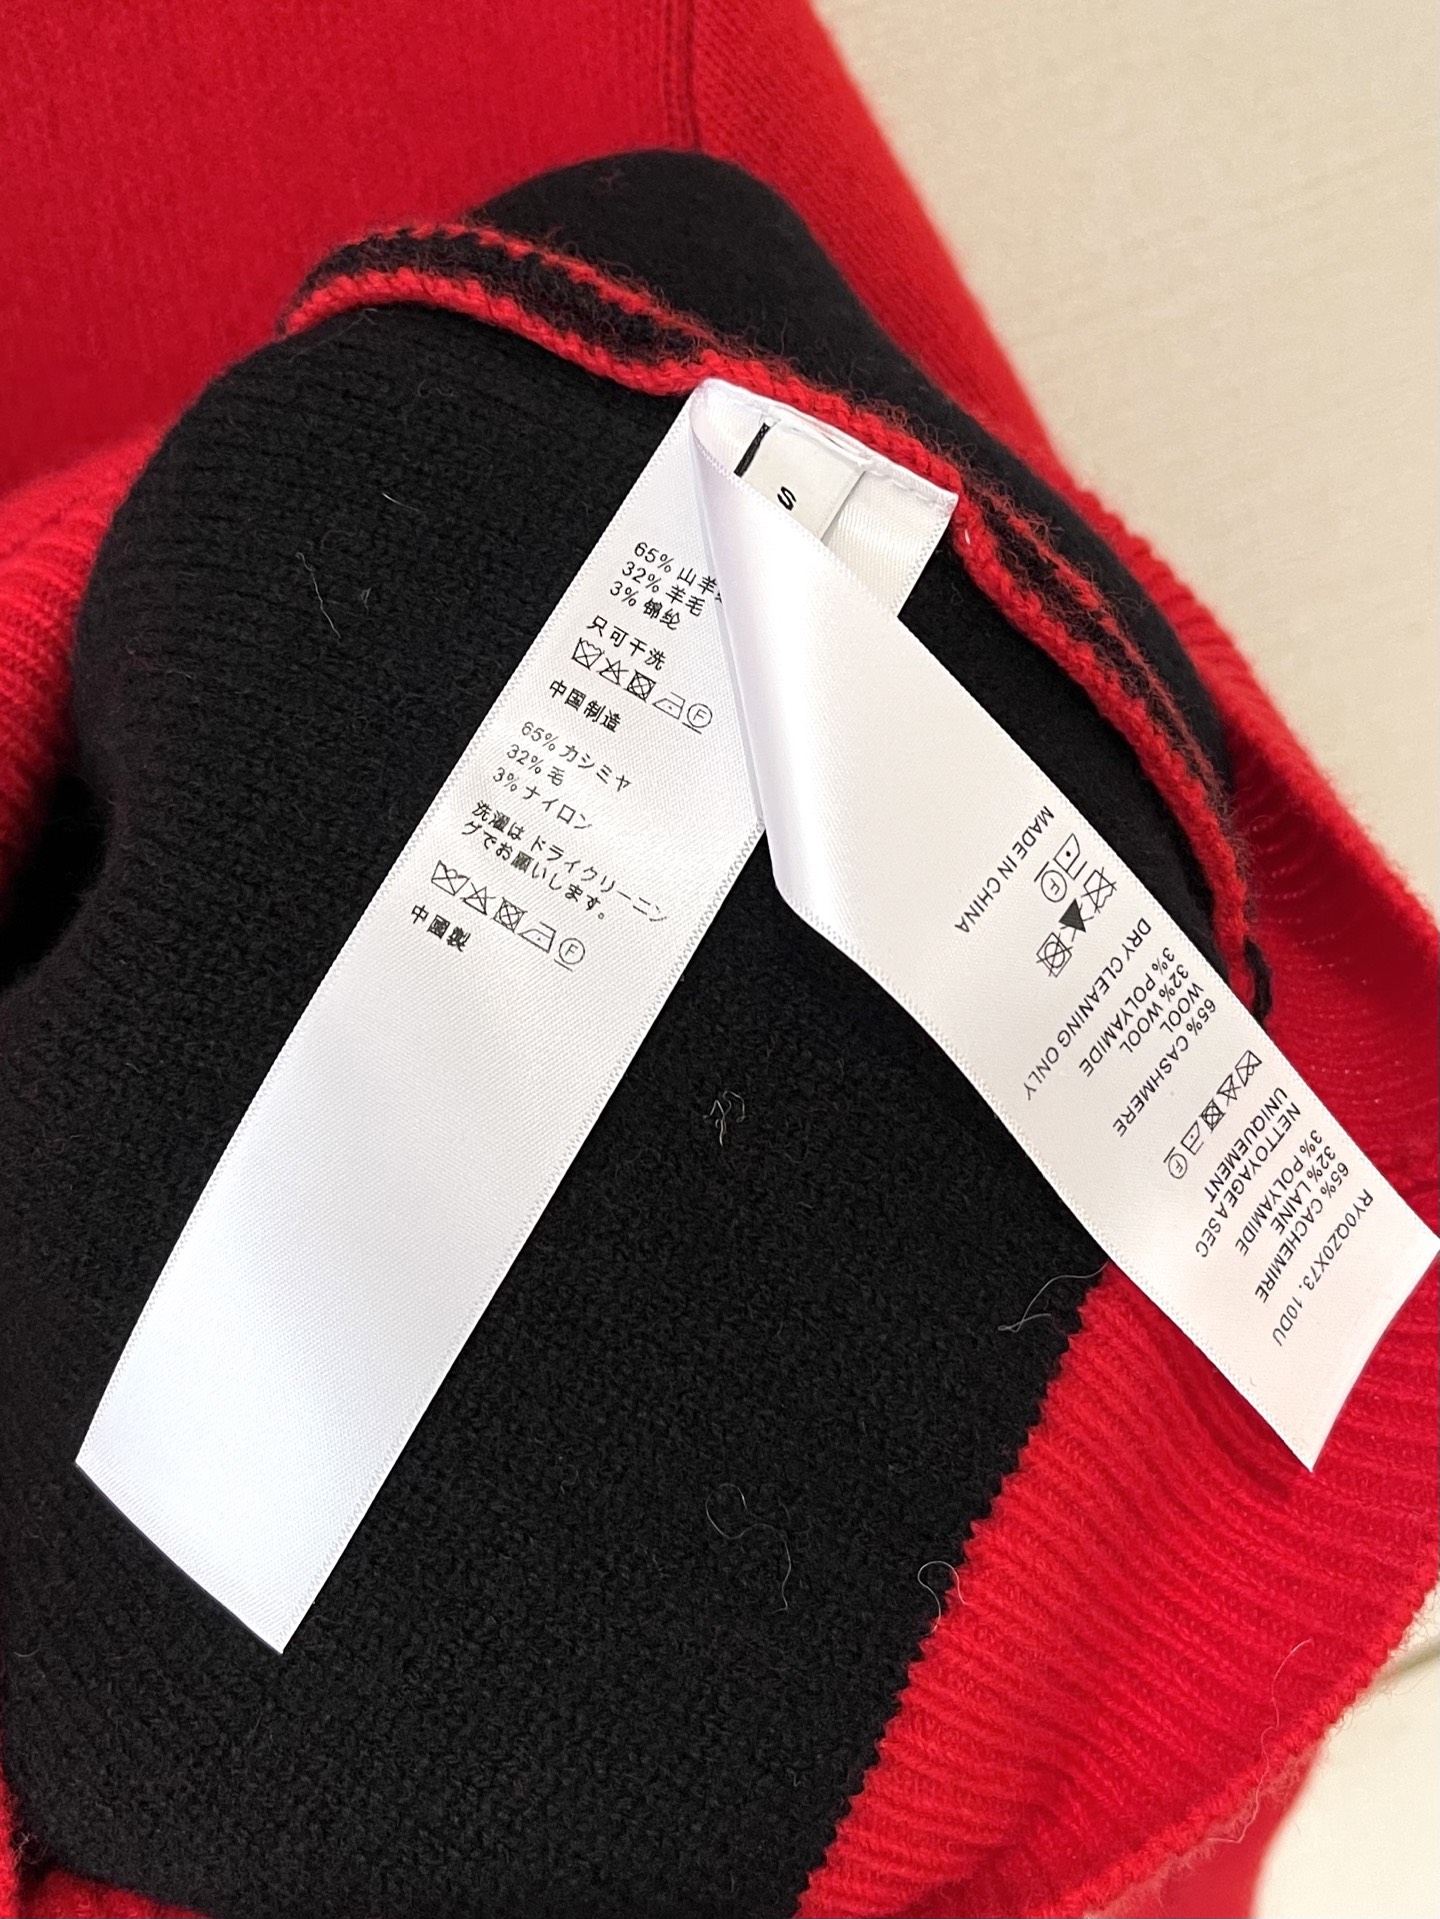 S
65% 山羊
32% 羊毛
3% 锦纶
只可干洗
F
中国制造
65% カシミヤ
32% 毛
3% ナイロン
洗濯は ドライクリーニン
グでお願いします。
F
中國製
RY0QZ0X73. 10DU
65% CACHEMIRE
32% LAINE
3% POLYAMIDE
NETTOYAGE A SEC
UNIQUEMENT
F
65% CASHMERE
WOOL
32% WOOL
3% POLYAMIDE
DRY CLEANING ONLY
F
MADE IN CHINA